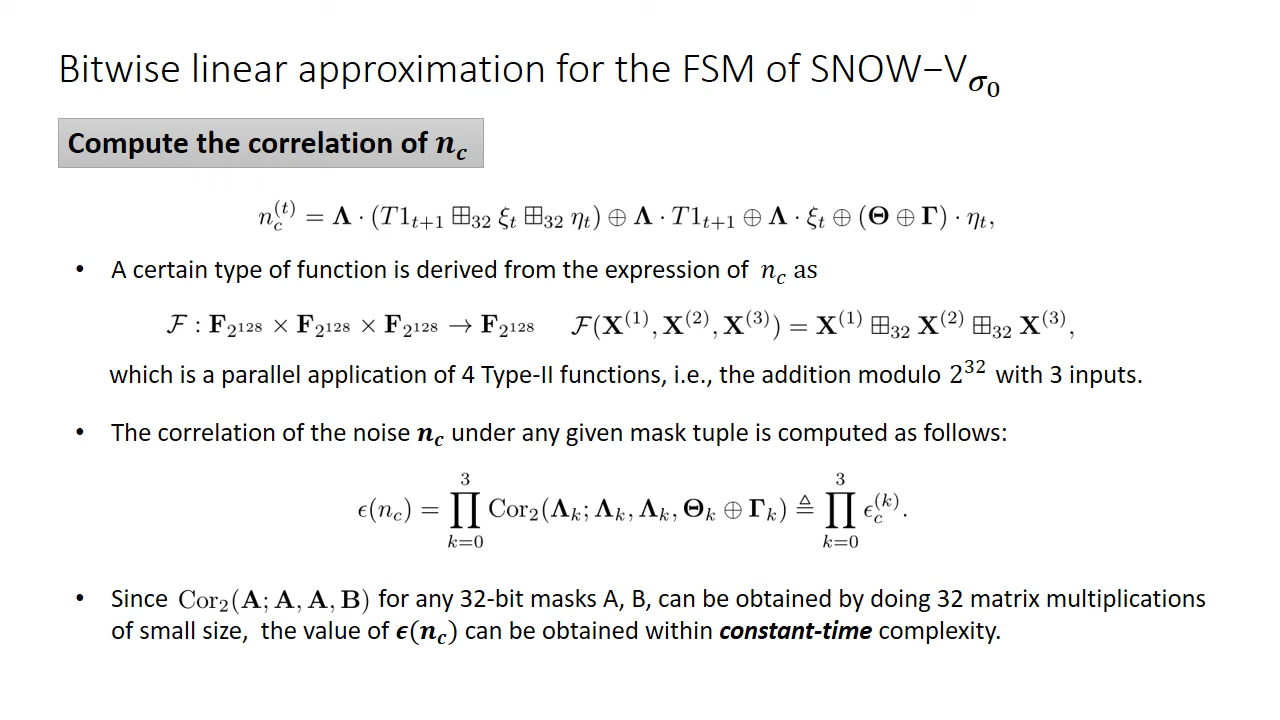 Bitwise linear approximation for the FSM of SNOW−V_{σ_0}
Compute the correlation of n_c
n_c^{(t)} = Λ · (T1_{t+1} ⊞_{32} ξ_t ⊞_{32} η_t) ⊕ Λ · T1_{t+1} ⊕ Λ · ξ_t ⊕ (Θ ⊕ Γ) · η_t,
• A certain type of function is derived from the expression of n_c as
ℱ : F_{2^{128}} × F_{2^{128}} × F_{2^{128}} → F_{2^{128}} ℱ(X^{(1)}, X^{(2)}, X^{(3)}) = X^{(1)} ⊞_{32} X^{(2)} ⊞_{32} X^{(3)},
which is a parallel application of 4 Type-II functions, i.e., the addition modulo 2^{32} with 3 inputs.
• The correlation of the noise n_c under any given mask tuple is computed as follows:
ϵ(n_c) = ∏_{k=0}^{3} Cor_2(Λ_k; Λ_k, Λ_k, Θ_k ⊕ Γ_k) ≜ ∏_{k=0}^{3} ϵ_c^{(k)}.
• Since Cor_2(A; A, A, B) for any 32-bit masks A, B, can be obtained by doing 32 matrix multiplications
of small size, the value of ϵ(n_c) can be obtained within constant-time complexity.